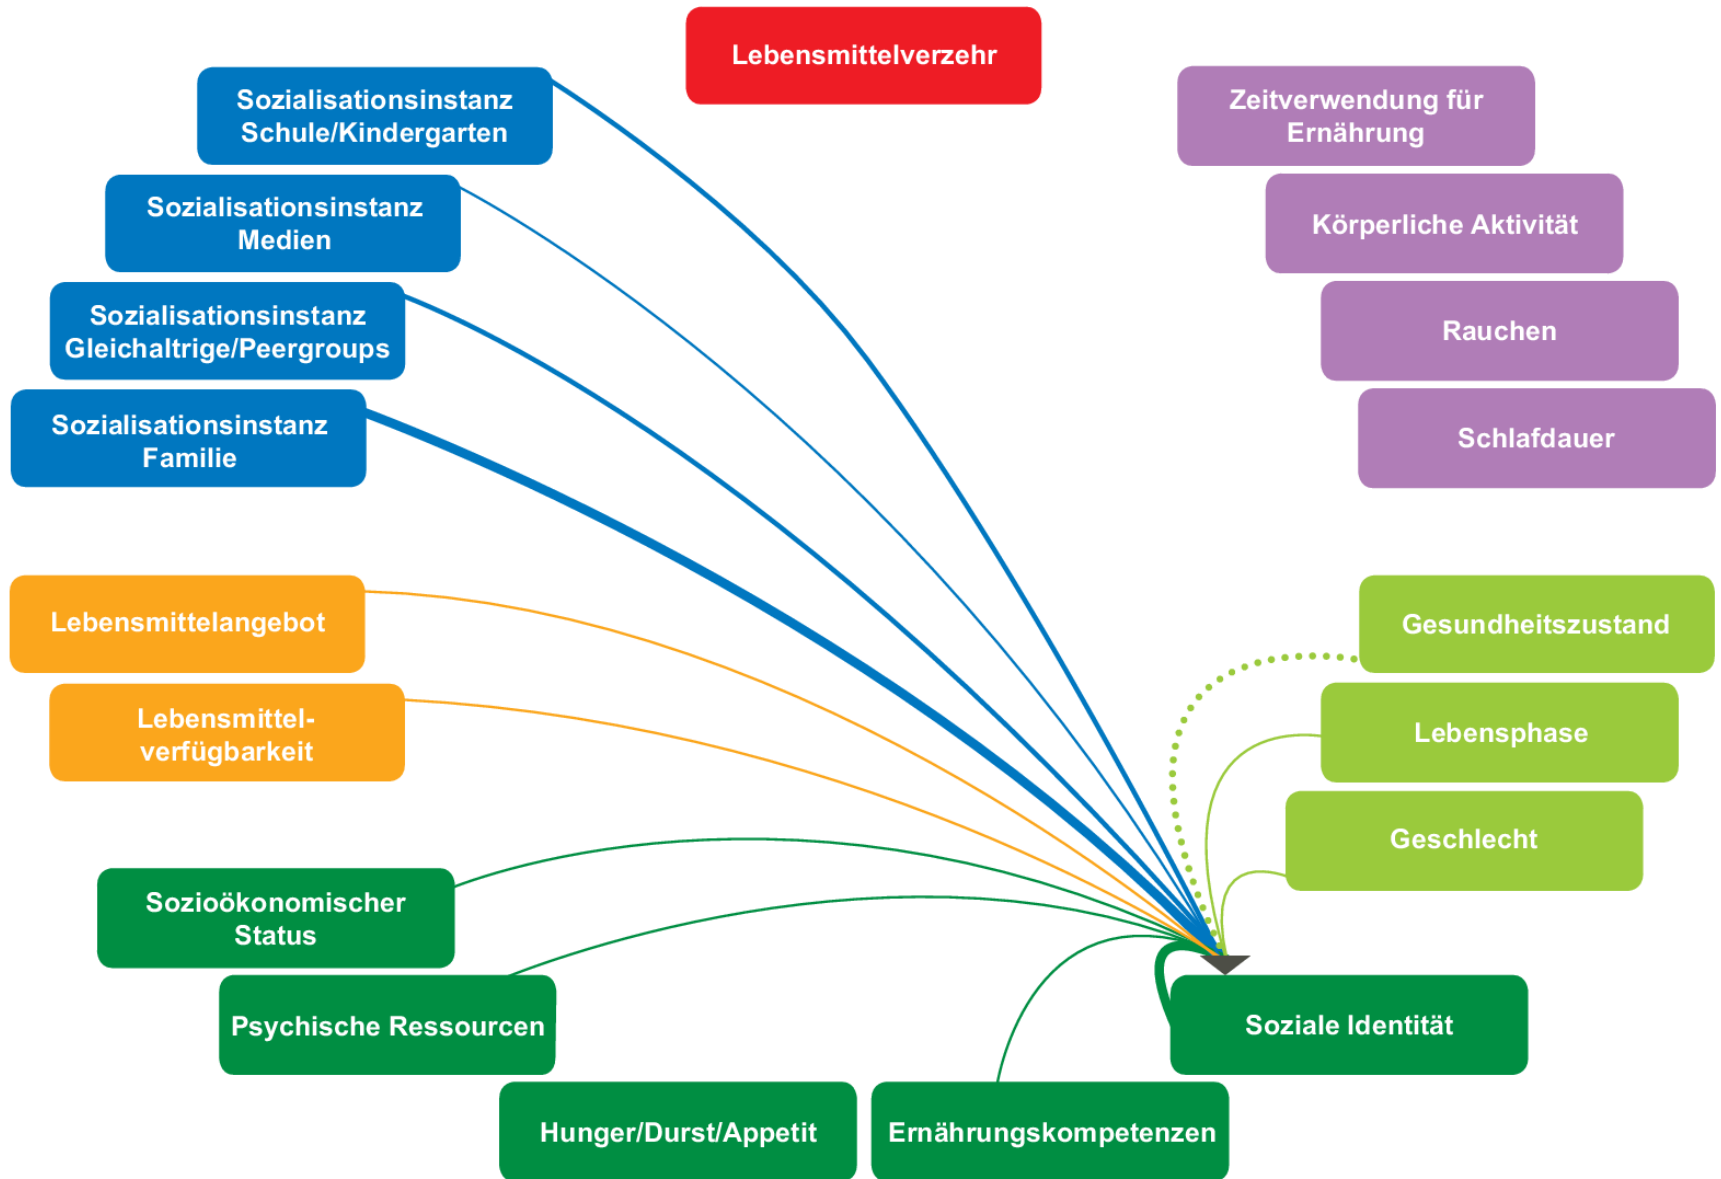 Lebensmittelverzehr
Sozialisationsinstanz
Schule/Kindergarten
Sozialisationsinstanz
Medien
Sozialisationsinstanz
Gleichaltrige/Peergroups
Sozialisationsinstanz
Familie
Lebensmittelangebot
Lebensmittel-
verfügbarkeit
Sozioökonomischer
Status
Psychische Ressourcen
Hunger/Durst/Appetit
Ernährungskompetenzen
Soziale Identität
Geschlecht
Lebensphase
Gesundheitszustand
Schlafdauer
Rauchen
Körperliche Aktivität
Zeitverwendung für
Ernährung